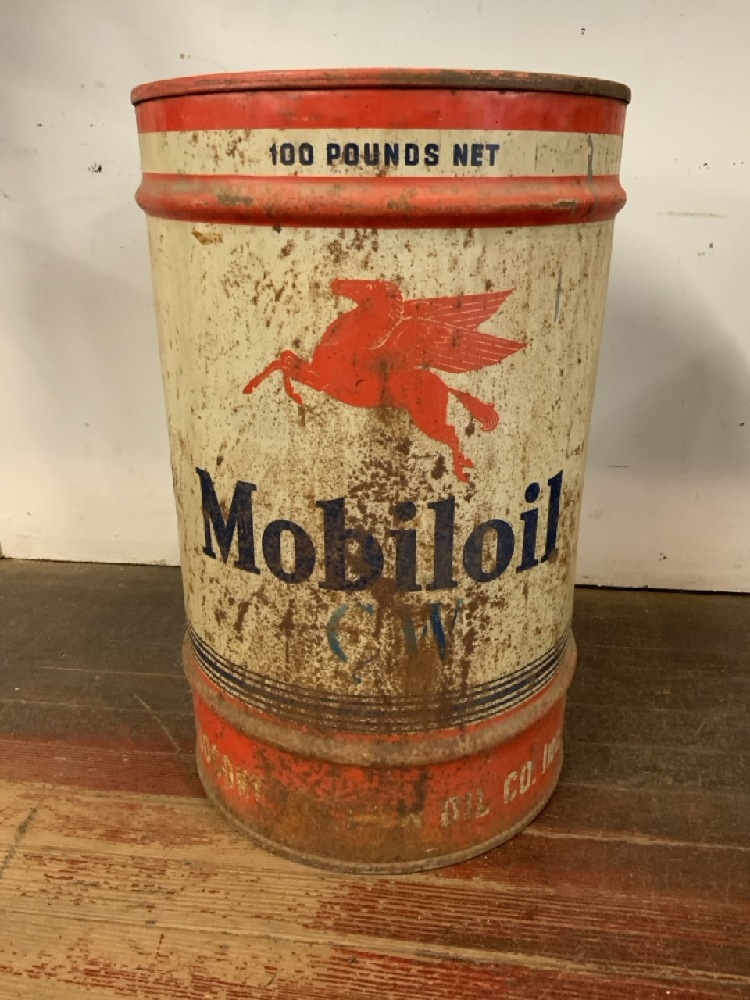 100 POUNDS NET
Mobiloil
CW
OIL CO. INC